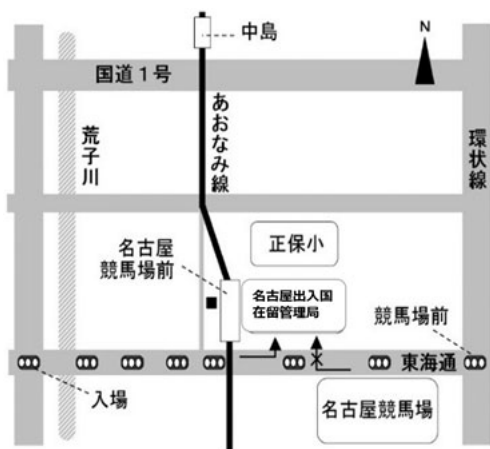 中島
N
国道1号
あおなみ線
荒子川
環状線
正保小
名古屋
競馬場前
名古屋出入国
在留管理局
競馬場前
東海通
入場
名古屋競馬場